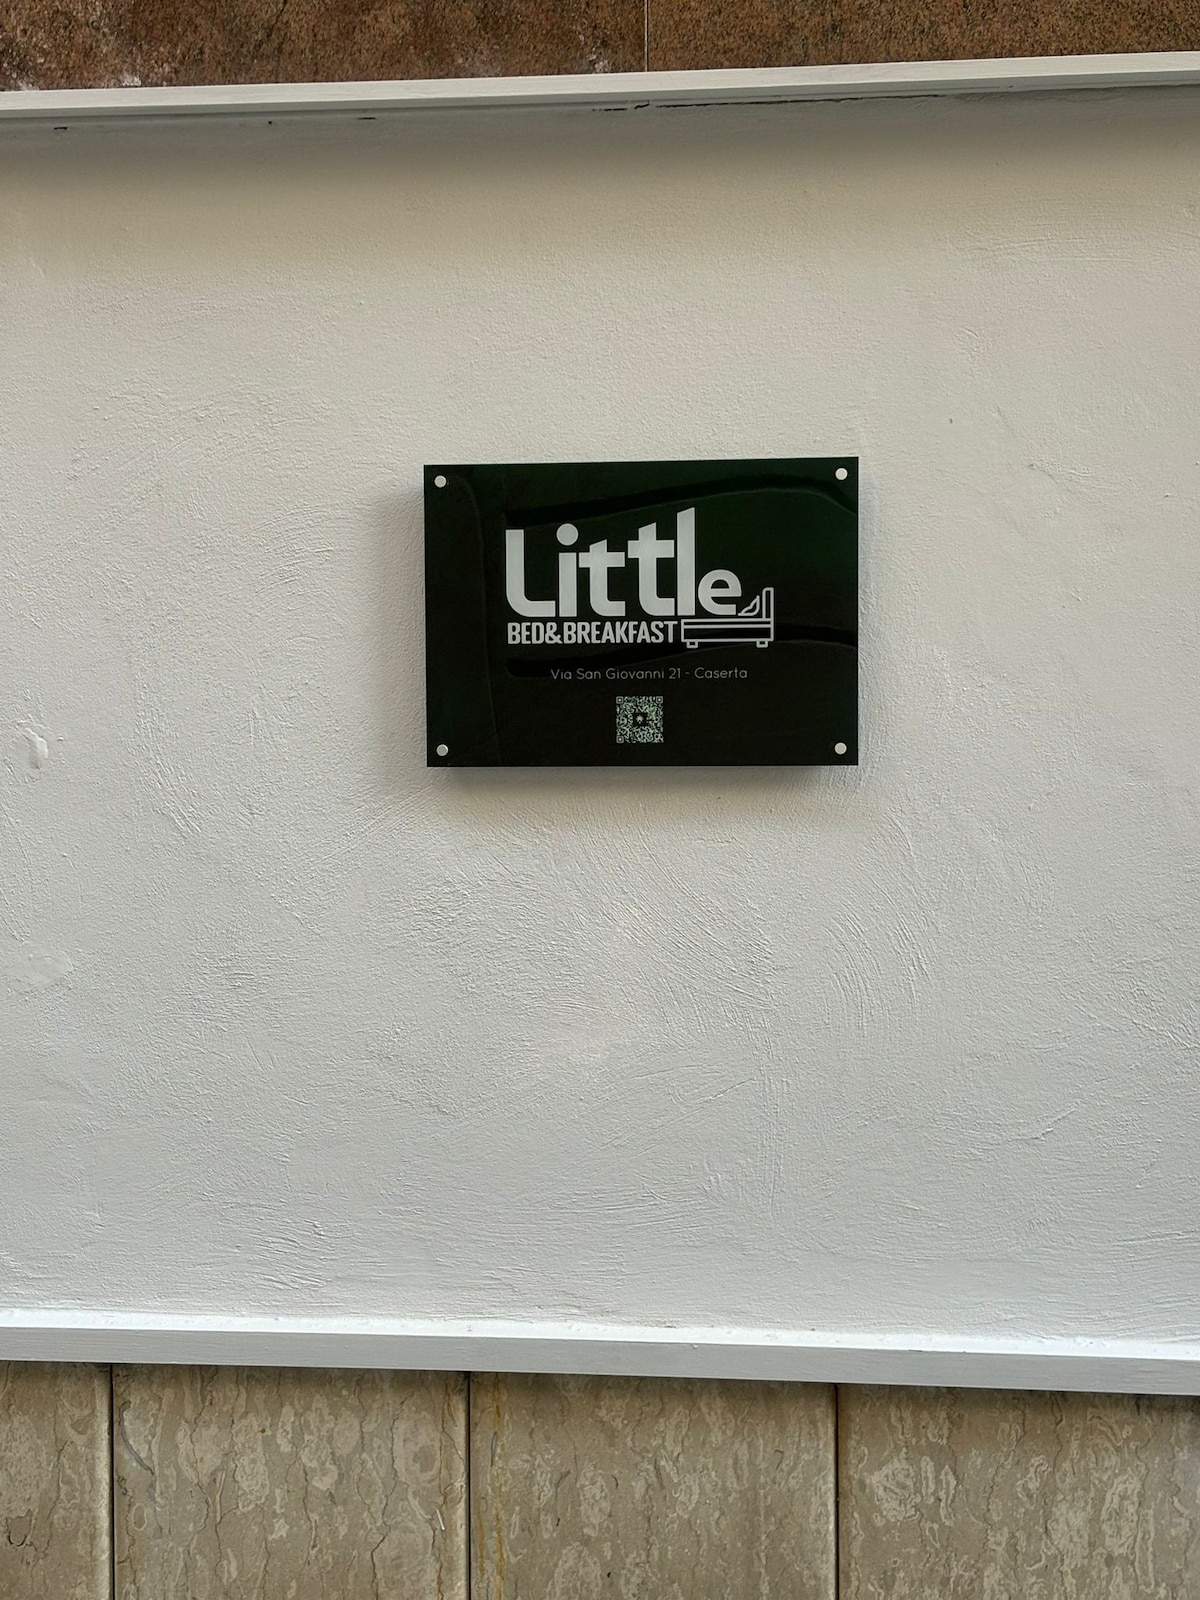 Little
BED&BREAKFAST
Via San Giovanni 21 - Caserta